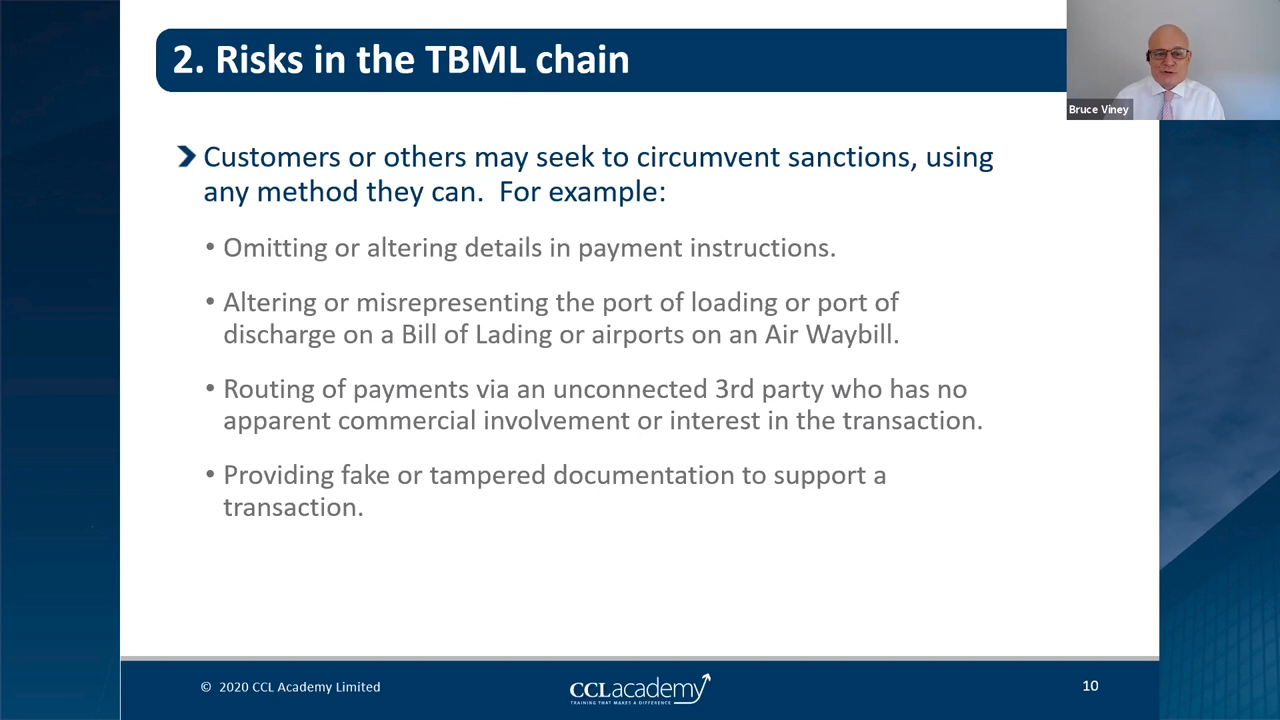 2. Risks in the TBML chain
Bruce Viney
Customers or others may seek to circumvent sanctions, using
any method they can.  For example:
• Omitting or altering details in payment instructions.
• Altering or misrepresenting the port of loading or port of
discharge on a Bill of Lading or airports on an Air Waybill.
• Routing of payments via an unconnected 3rd party who has no
apparent commercial involvement or interest in the transaction.
• Providing fake or tampered documentation to support a
transaction.
© 2020 CCL Academy Limited
CCLacademy
TRAINING THAT MAKES A DIFFERENCE
10